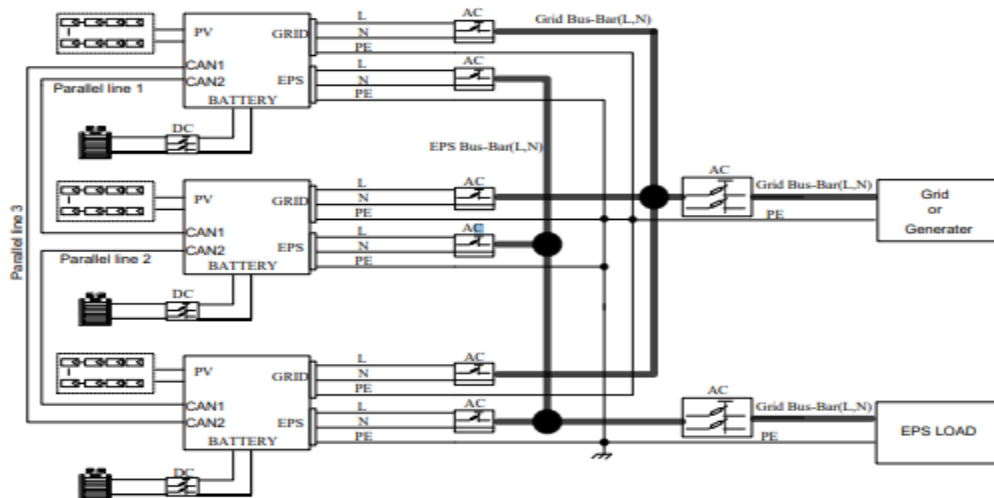 L
AC
Grid Bus-Bar(L,N)
PV
GRID
N
PE
CAN1
L
AC
CAN2
EPS
N
Parallel line 1
BATTERY
PE
DC
EPS Bus-Bar(L,N)
L
AC
AC
PV
GRID
N
Grid Bus-Bar(L,N)
Grid
or
Generater
PE
PE
CAN1
L
AC
CAN2
EPS
N
Parallel line 2
BATTERY
PE
Parallel line 3
DC
L
AC
PV
GRID
N
PE
AC
CAN1
L
AC
Grid Bus-Bar(L,N)
CAN2
EPS
N
EPS LOAD
BATTERY
PE
PE
DC